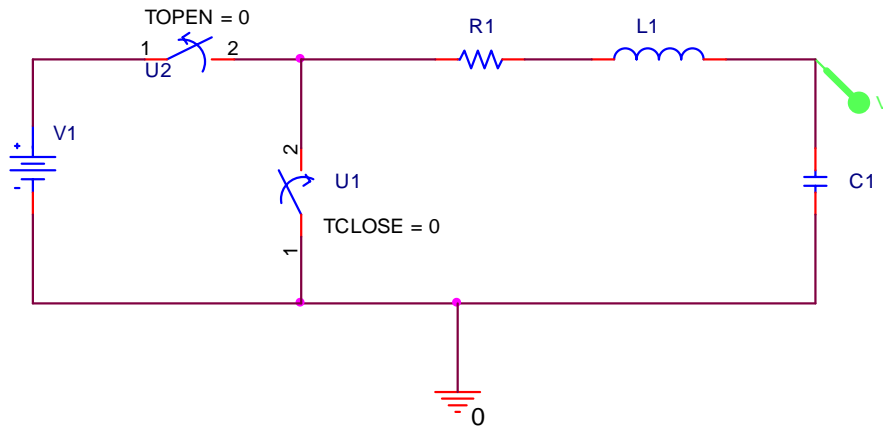 TOPEN = 0
1
2
U2
R1
L1
V1
+
-
2
U1
TCLOSE = 0
1
C1
V
0